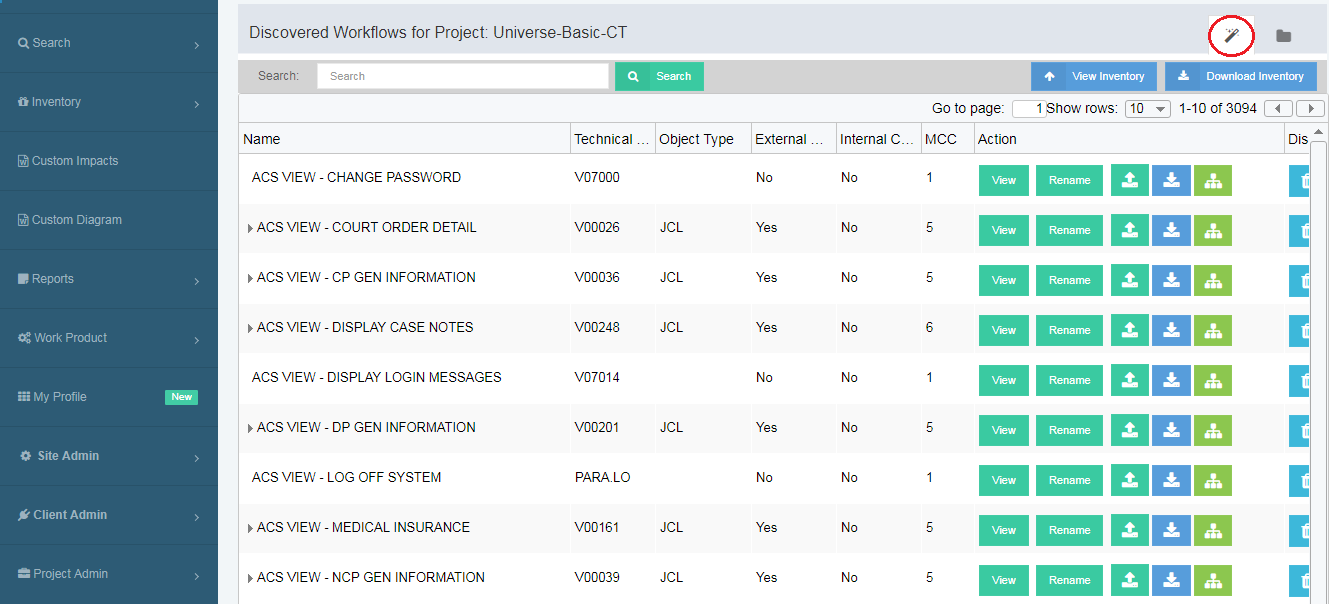 Search
Inventory
Custom Impacts
Custom Diagram
Reports
Work Product
My Profile New
Site Admin
Client Admin
Project Admin
Discovered Workflows for Project: Universe-Basic-CT
Search: Search Search View Inventory Download Inventory
Go to page: 1 Show rows: 10 1-10 of 3094
Name Technical ... Object Type External ... Internal C... MCC Action Dis
ACS VIEW - CHANGE PASSWORD V07000 No No 1 View Rename
ACS VIEW - COURT ORDER DETAIL V00026 JCL Yes No 5 View Rename
ACS VIEW - CP GEN INFORMATION V00036 JCL Yes No 5 View Rename
ACS VIEW - DISPLAY CASE NOTES V00248 JCL Yes No 6 View Rename
ACS VIEW - DISPLAY LOGIN MESSAGES V07014 No No 1 View Rename
ACS VIEW - DP GEN INFORMATION V00201 JCL Yes No 5 View Rename
ACS VIEW - LOG OFF SYSTEM PARA.LO No No 1 View Rename
ACS VIEW - MEDICAL INSURANCE V00161 JCL Yes No 5 View Rename
ACS VIEW - NCP GEN INFORMATION V00039 JCL Yes No 5 View Rename